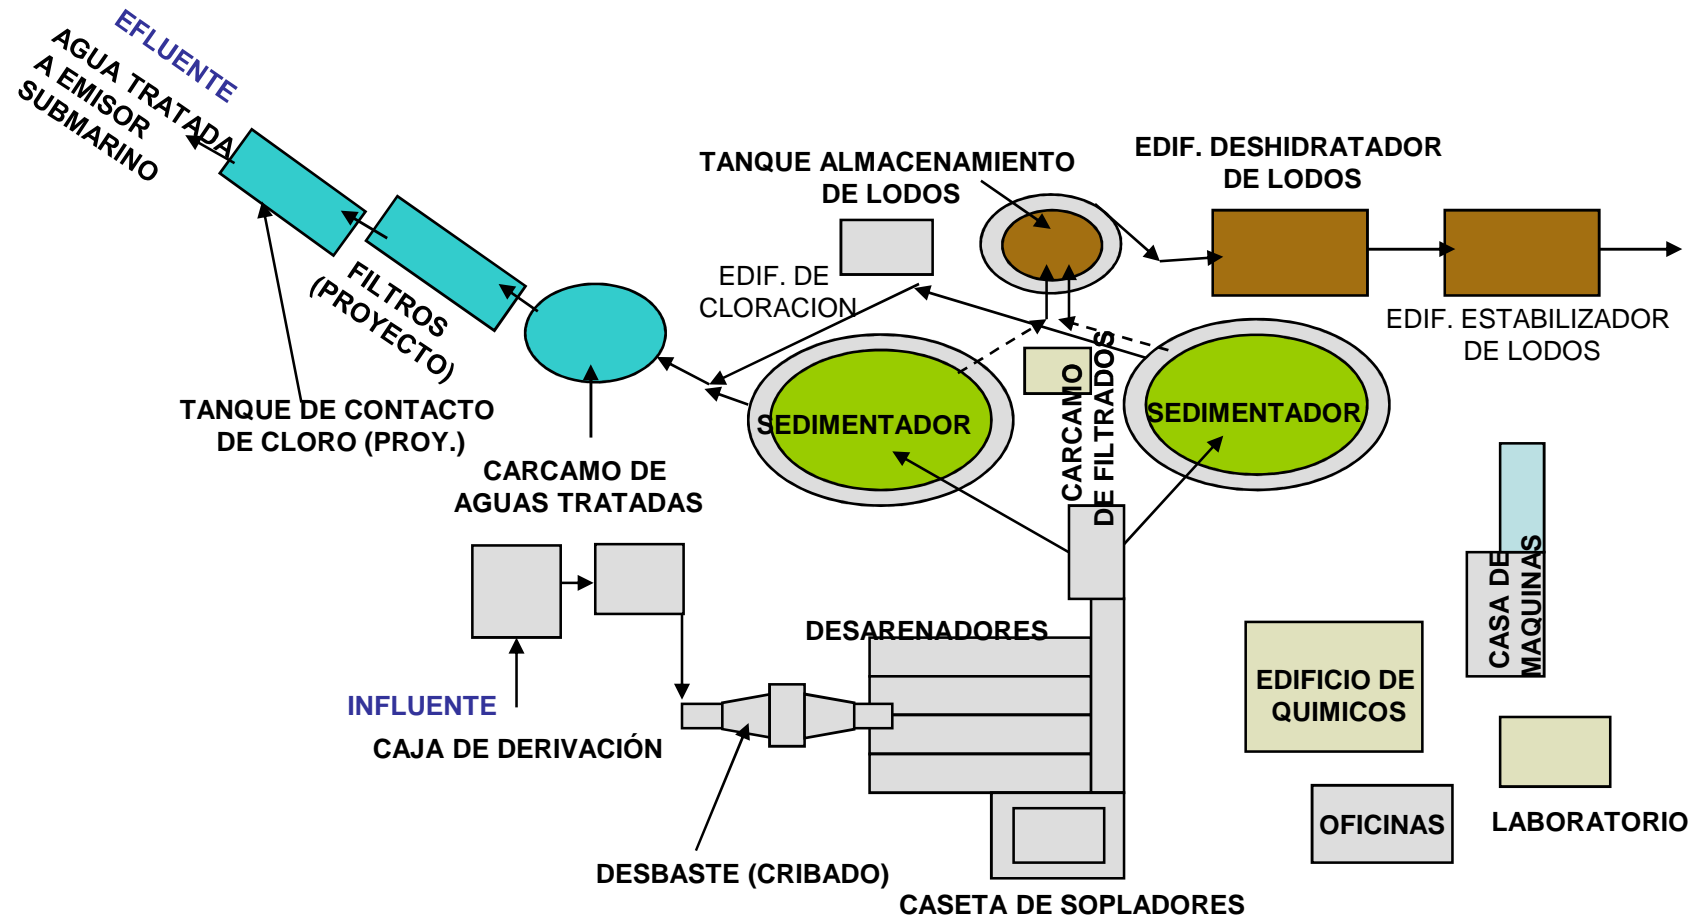 EFLUENTE
AGUA TRATADA
A EMISOR
SUBMARINO
TANQUE ALMACENAMIENTO
DE LODOS
EDIF. DESHIDRATADOR
DE LODOS
EDIF. DE
CLORACION
FILTROS
(PROYECTO)
EDIF. ESTABILIZADOR
DE LODOS
TANQUE DE CONTACTO
DE CLORO (PROY.)
SEDIMENTADOR
CARCAMO
DE FILTRADOS
SEDIMENTADOR
CARCAMO DE
AGUAS TRATADAS
CASA DE
MAQUINAS
DESARENADORES
INFLUENTE
CAJA DE DERIVACIÓN
EDIFICIO DE
QUIMICOS
OFICINAS
LABORATORIO
DESBASTE (CRIBADO)
CASETA DE SOPLADORES